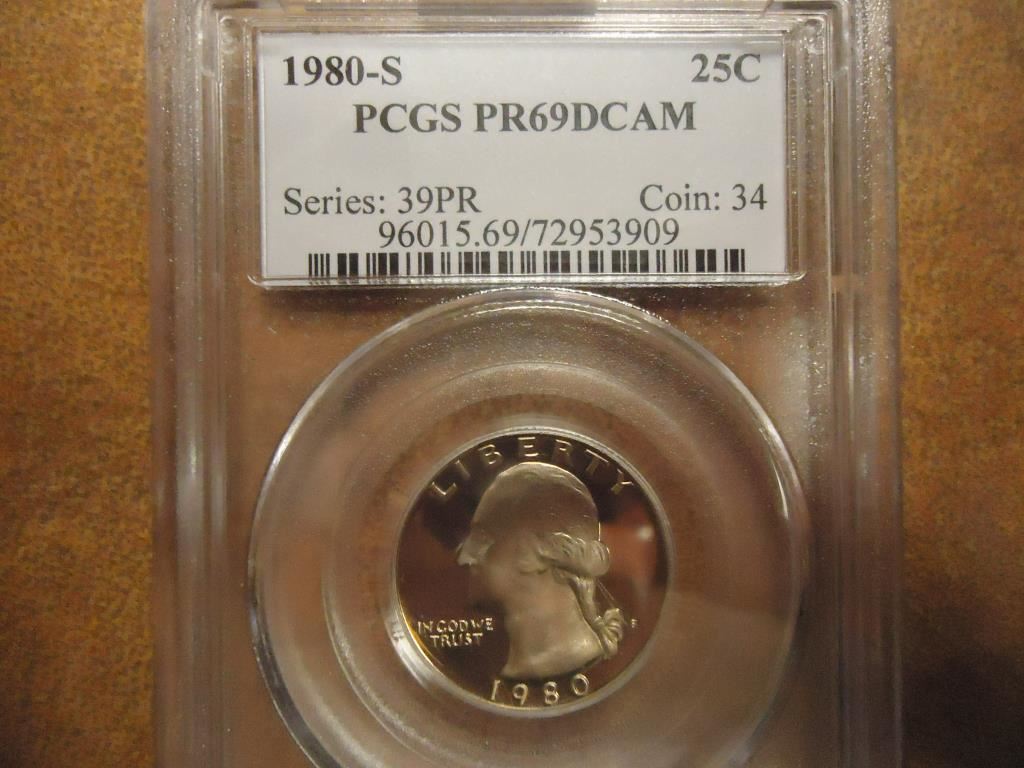 1980-S 25C
PCGS PR69DCAM
Series: 39PR Coin: 34
96015.69/72953909
LIBERTY
IN GOD WE
TRUST
1980